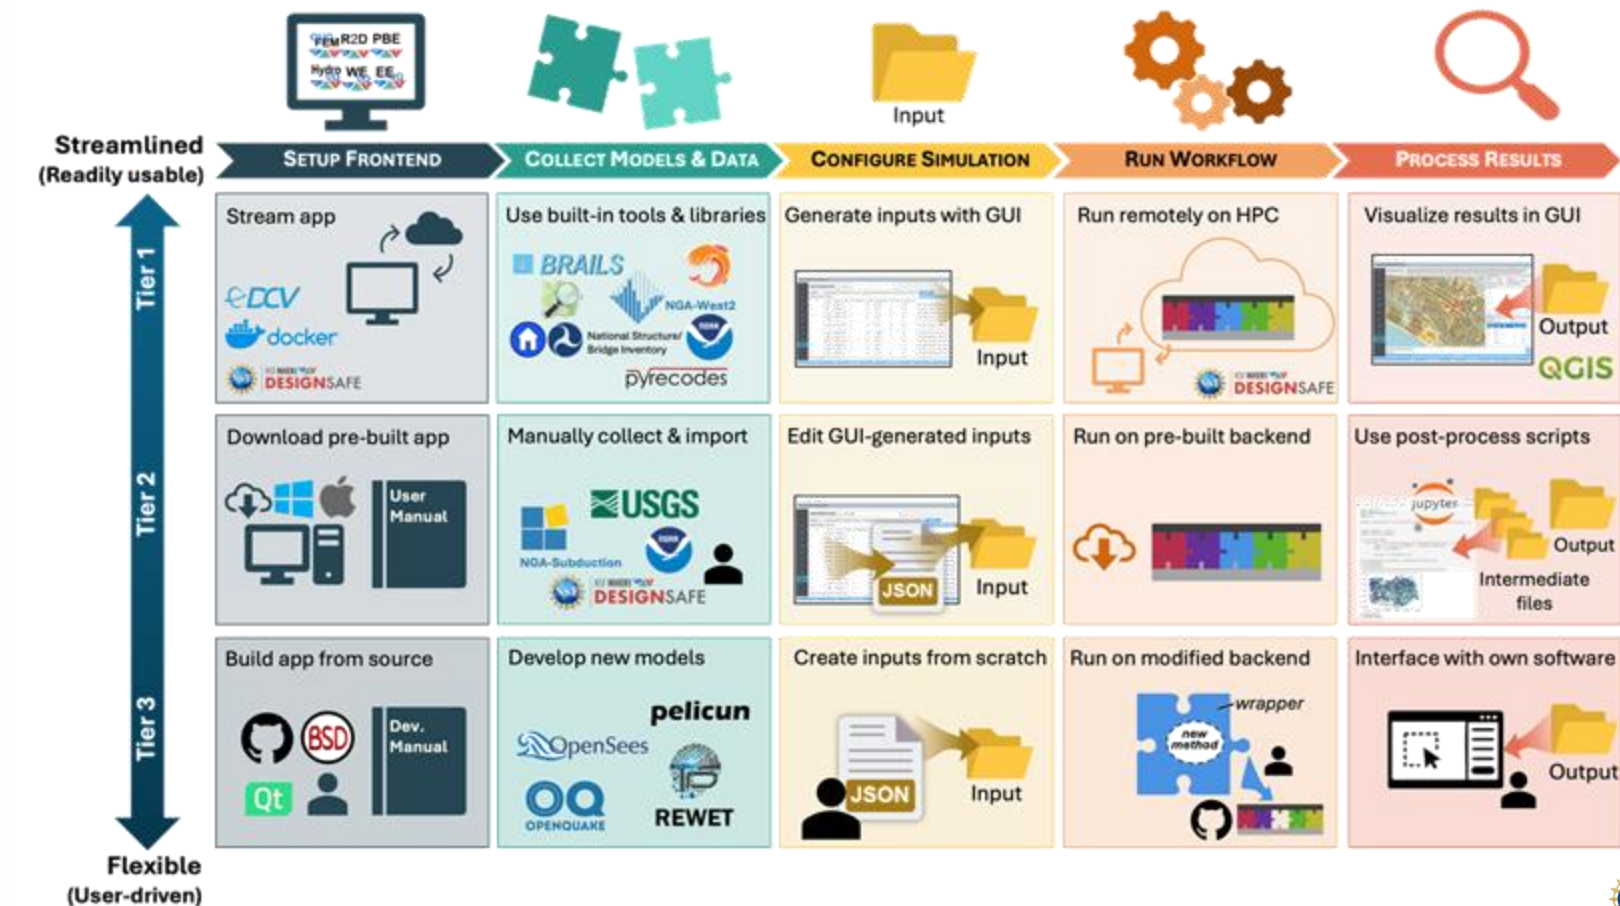 FEM R2D PBE
Hydro WE EE
Input
Streamlined
(Readily usable)
SETUP FRONTEND
COLLECT MODELS & DATA
CONFIGURE SIMULATION
RUN WORKFLOW
PROCESS RESULTS
Tier 1
Stream app
DCV
docker
DESIGNSAFE
Use built-in tools & libraries
BRAILS
NGA-West2
NOAA
National Structure/
Bridge Inventory
pyrecodes
Generate inputs with GUI
Input
Run remotely on HPC
DESIGNSAFE
Visualize results in GUI
Output
QGIS
Tier 2
Download pre-built app
User
Manual
Manually collect & import
USGS
NOAA
NGA-Subduction
DESIGNSAFE
Edit GUI-generated inputs
JSON
Input
Run on pre-built backend
Use post-process scripts
jupyter
Output
Intermediate
files
Tier 3
Build app from source
BSD
Qt
Dev.
Manual
Develop new models
pelicun
OpenSees
OQ
OPENQUAKE
REWET
Create inputs from scratch
JSON
Input
Run on modified backend
wrapper
new
method
Interface with own software
Output
Flexible
(User-driven)